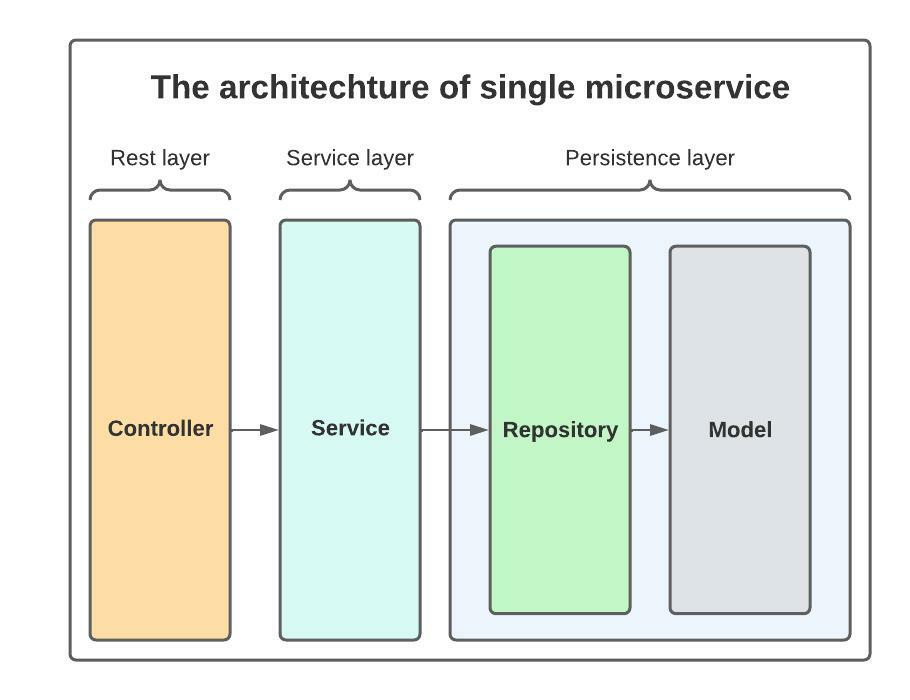 The architechture of single microservice
Rest layer
Service layer
Persistence layer
Controller
Service
Repository
Model